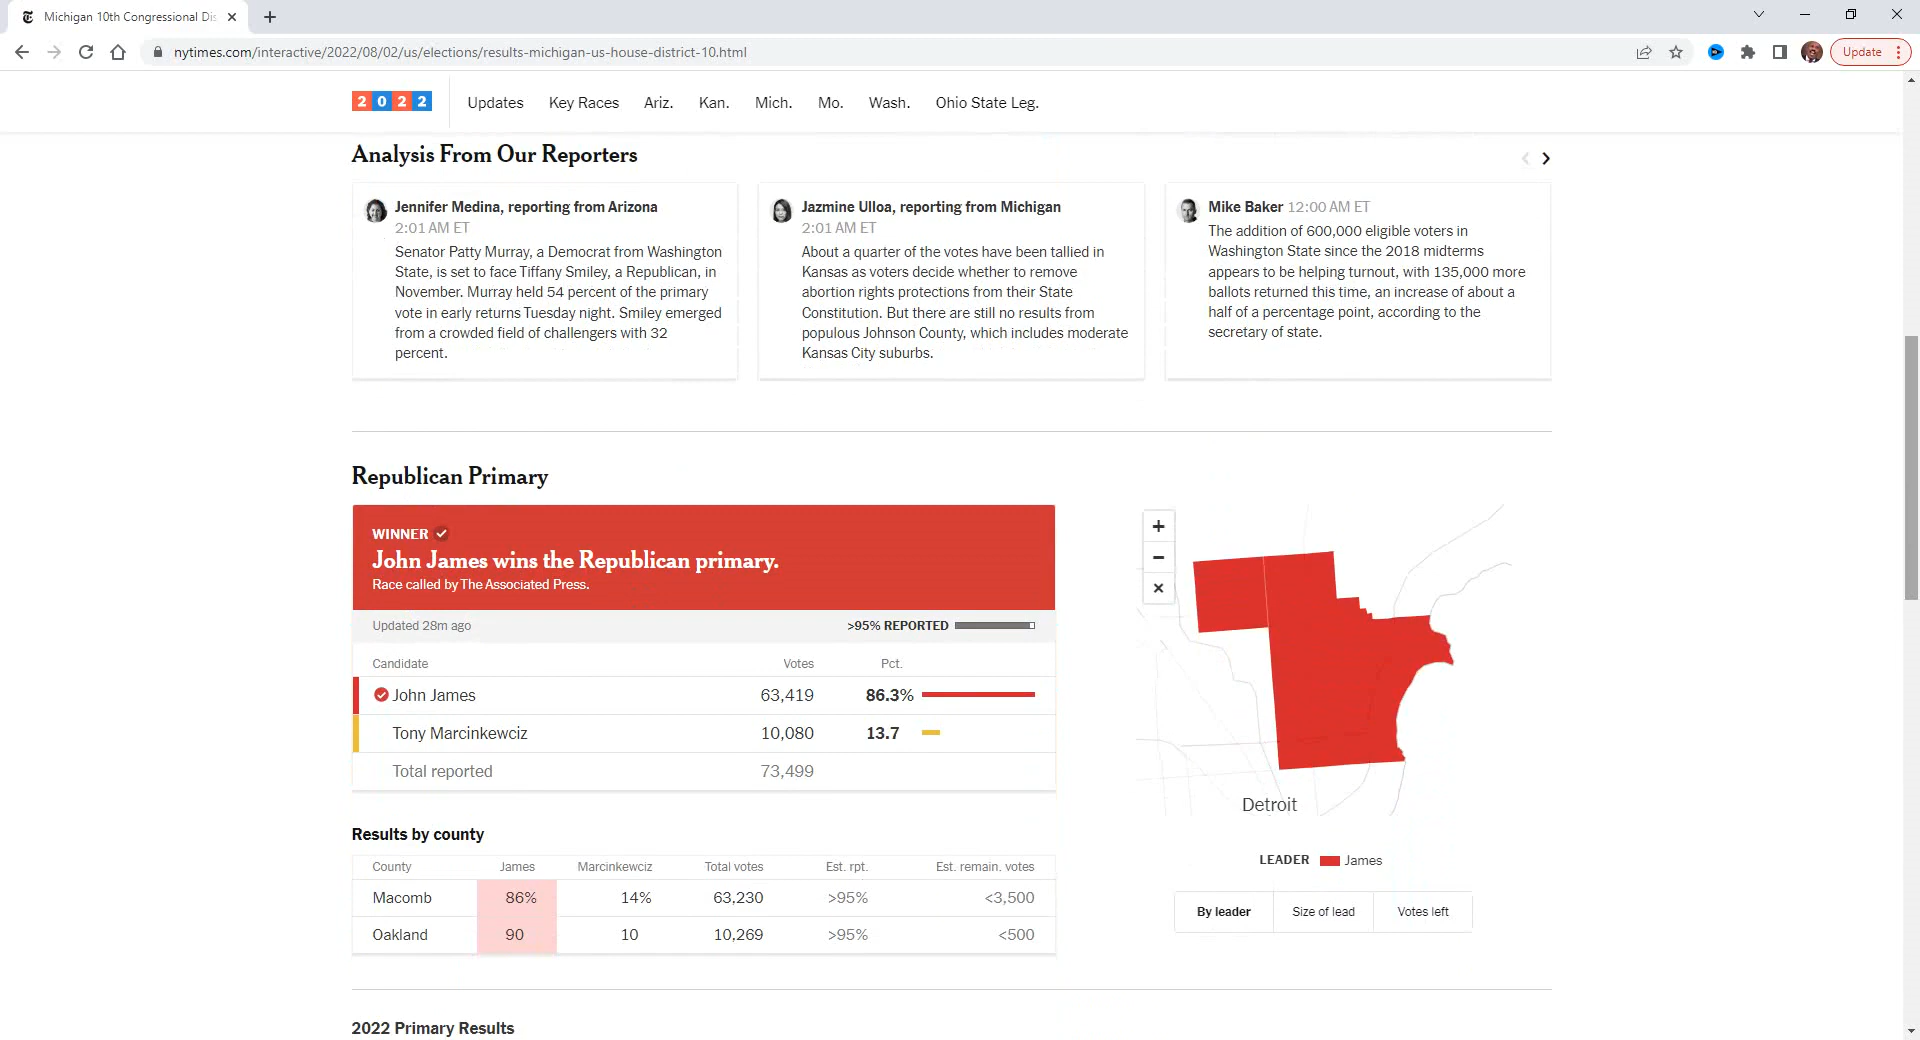 Michigan 10th Congressional Dis
nytimes.com/interactive/2022/08/02/us/elections/results-michigan-us-house-district-10.html
Update
2022 Updates Key Races Ariz. Kan. Mich. Mo. Wash. Ohio State Leg.
Analysis From Our Reporters
Jennifer Medina, reporting from Arizona
2:01 AM ET
Senator Patty Murray, a Democrat from Washington
State, is set to face Tiffany Smiley, a Republican, in
November. Murray held 54 percent of the primary
vote in early returns Tuesday night. Smiley emerged
from a crowded field of challengers with 32
percent.
Jazmine Ulloa, reporting from Michigan
2:01 AM ET
About a quarter of the votes have been tallied in
Kansas as voters decide whether to remove
abortion rights protections from their State
Constitution. But there are still no results from
populous Johnson County, which includes moderate
Kansas City suburbs.
Mike Baker 12:00 AM ET
The addition of 600,000 eligible voters in
Washington State since the 2018 midterms
appears to be helping turnout, with 135,000 more
ballots returned this time, an increase of about a
half of a percentage point, according to the
secretary of state.
Republican Primary
WINNER
John James wins the Republican primary.
Race called by The Associated Press.
Updated 28m ago >95% REPORTED
Candidate Votes Pct.
John James 63,419 86.3%
Tony Marcinkewciz 10,080 13.7
Total reported 73,499
Results by county
County James Marcinkewciz Total votes Est. rpt. Est. remain. votes
Macomb 86% 14% 63,230 >95% <3,500
Oakland 90 10 10,269 >95% <500
Detroit
LEADER James
By leader Size of lead Votes left
2022 Primary Results